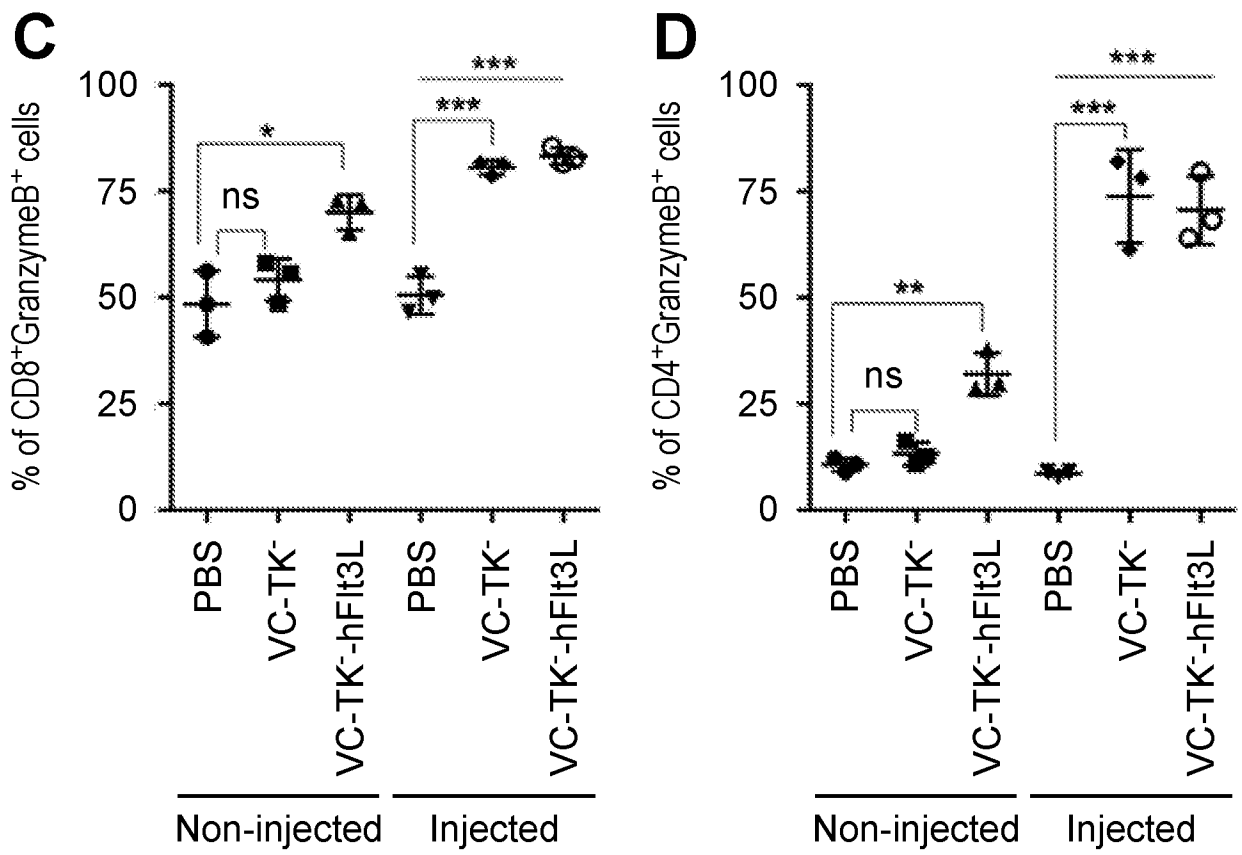 C
% of CD8⁺GranzymeB⁺ cells
100
75
50
25
0
*
ns
***
***
PBS
VC-TK⁻
VC-TK⁻-hFlt3L
PBS
VC-TK⁻
VC-TK⁻-hFlt3L
Non-injected
Injected
D
% of CD4⁺GranzymeB⁺ cells
100
75
50
25
0
**
ns
***
***
PBS
VC-TK⁻
VC-TK⁻-hFlt3L
PBS
VC-TK⁻
VC-TK⁻-hFlt3L
Non-injected
Injected